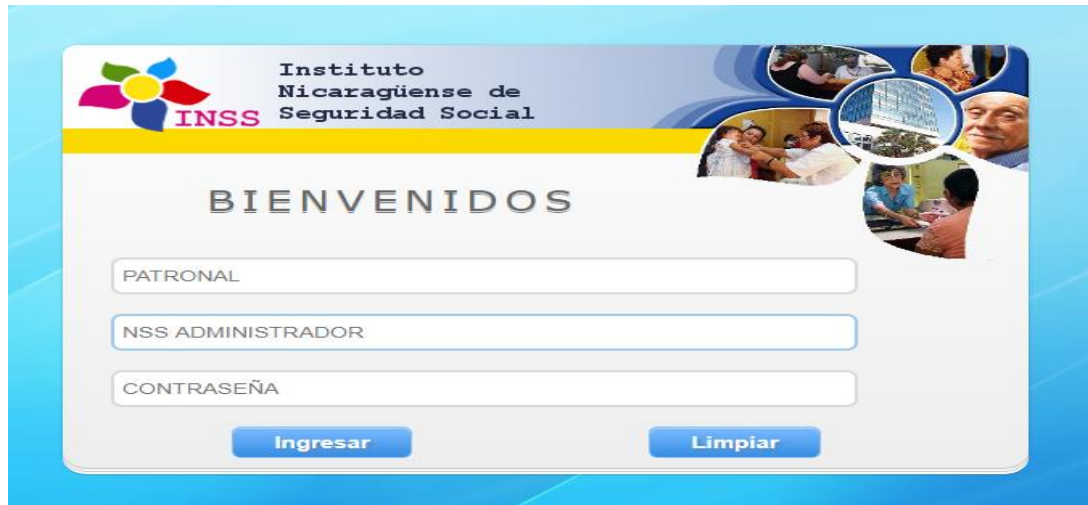 INSS
Instituto
Nicaragüense de
Seguridad Social
BIENVENIDOS
PATRONAL
NSS ADMINISTRADOR
CONTRASEÑA
Ingresar
Limpiar